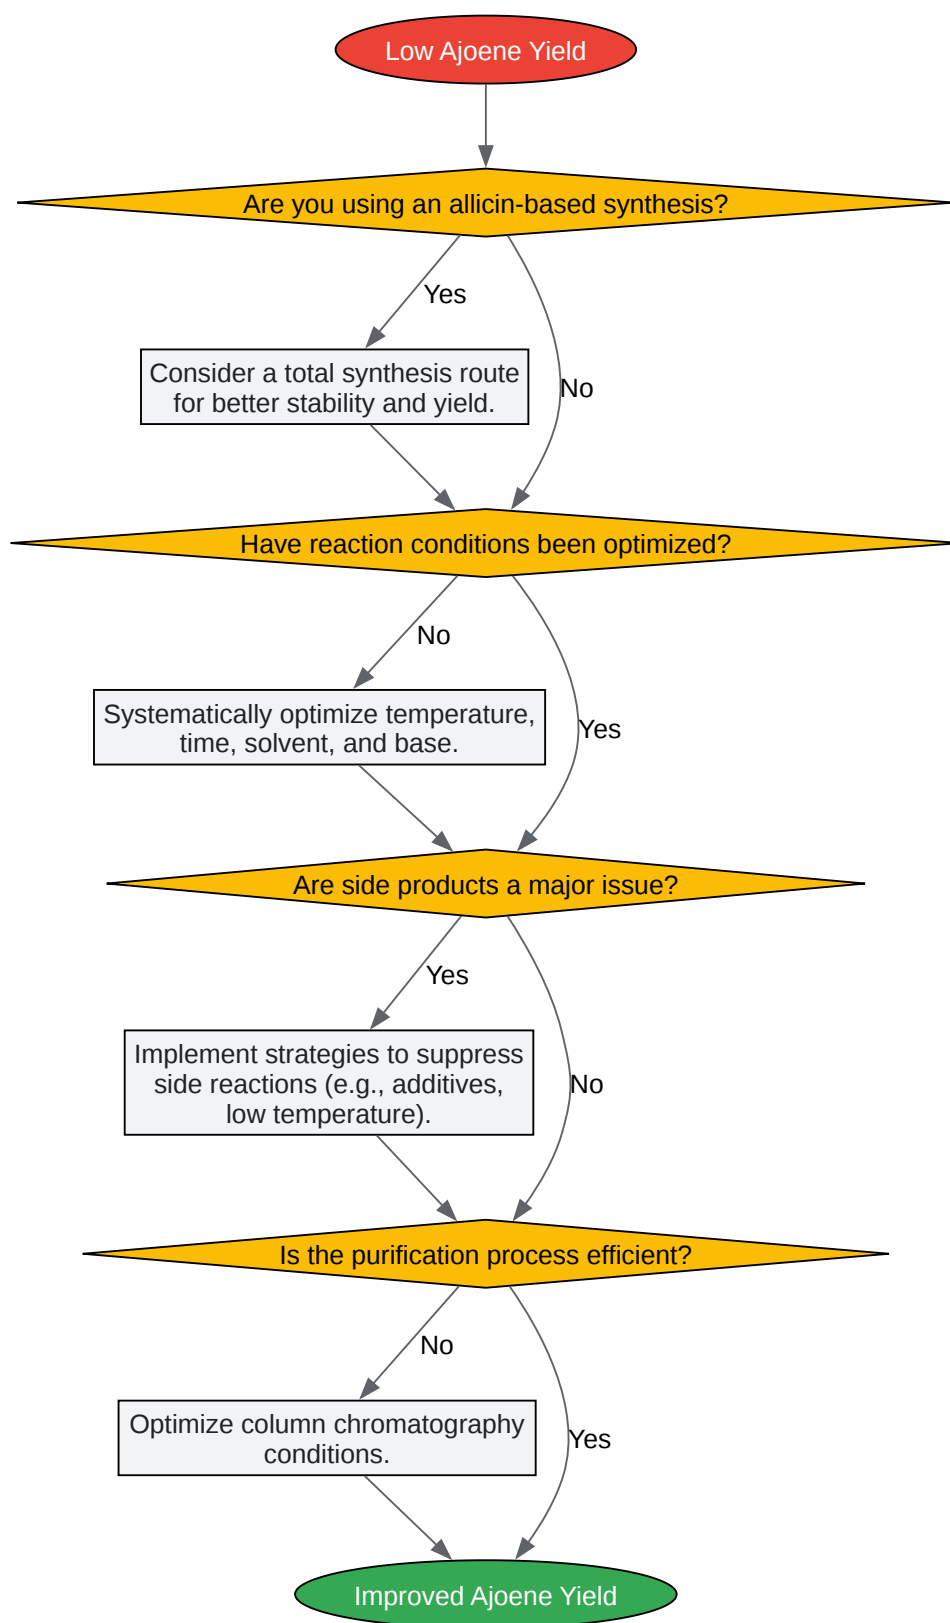 Low Ajoene Yield
Are you using an allicin-based synthesis?
Yes
Consider a total synthesis route
for better stability and yield.
No
Have reaction conditions been optimized?
No
Systematically optimize temperature,
time, solvent, and base.
Yes
Are side products a major issue?
Yes
Implement strategies to suppress
side reactions (e.g., additives,
low temperature).
No
Is the purification process efficient?
No
Optimize column chromatography
conditions.
Yes
Improved Ajoene Yield